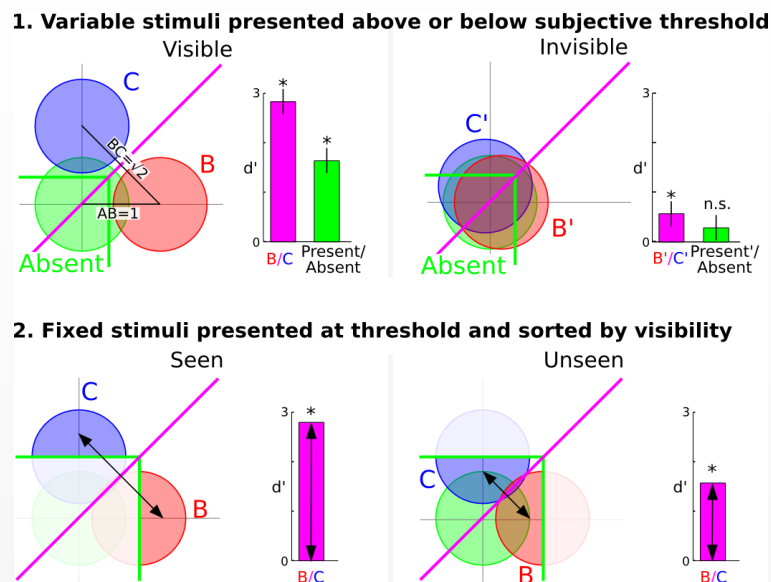 1. Variable stimuli presented above or below subjective threshold
Visible
Invisible
C
BC=√2
B
AB=1
Absent
3
d'
0
*
*
B/C
Present/
Absent
C'
B'
Absent
3
d'
0
*
n.s.
B'/C'
Present'/
Absent
2. Fixed stimuli presented at threshold and sorted by visibility
Seen
Unseen
C
B
3
d'
0
*
B/C
C
B
3
d'
0
*
B/C